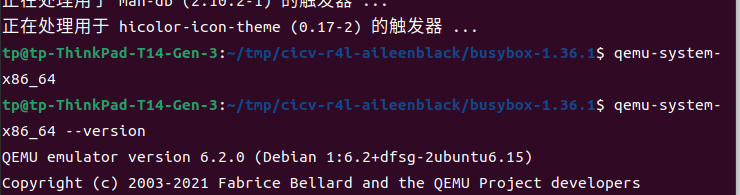 正在处理用于 man-db (2.10.2-1) 的触发器 ...
正在处理用于 hicolor-icon-theme (0.17-2) 的触发器 ...
tp@tp-ThinkPad-T14-Gen-3:~/tmp/cicv-r4l-aileenblack/busybox-1.36.1$ qemu-system-
x86_64
tp@tp-ThinkPad-T14-Gen-3:~/tmp/cicv-r4l-aileenblack/busybox-1.36.1$ qemu-system-
x86_64 --version
QEMU emulator version 6.2.0 (Debian 1:6.2+dfsg-2ubuntu6.15)
Copyright (c) 2003-2021 Fabrice Bellard and the QEMU Project developers